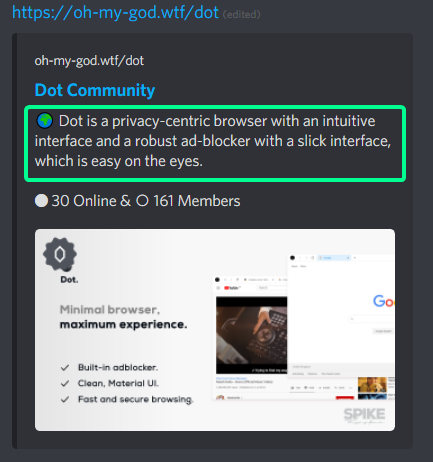 https://oh-my-god.wtf/dot (edited)
oh-my-god.wtf/dot
Dot Community
Dot is a privacy-centric browser with an intuitive
interface and a robust ad-blocker with a slick interface,
which is easy on the eyes.
30 Online & 161 Members
Dot.
Minimal browser,
maximum experience.
Built-in adblocker.
Clean, Material UI.
Fast and secure browsing.
YouTube
Goo
SPIKE